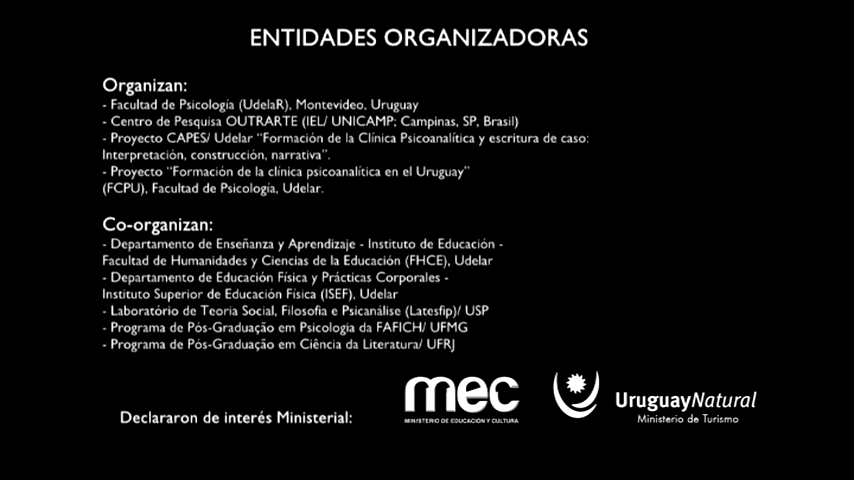 ENTIDADES ORGANIZADORAS
Organizan:
- Facultad de Psicología (UdelaR), Montevideo, Uruguay
- Centro de Pesquisa OUTRARTE (IEL/ UNICAMP; Campinas, SP, Brasil)
- Proyecto CAPES/ Udelar “Formación de la Clínica Psicoanalítica y escritura de caso:
Interpretación, construcción, narrativa”.
- Proyecto “Formación de la clínica psicoanalítica en el Uruguay”
(FCPU), Facultad de Psicología, Udelar.
Co-organizan:
- Departamento de Enseñanza y Aprendizaje - Instituto de Educación -
Facultad de Humanidades y Ciencias de la Educación (FHCE), Udelar
- Departamento de Educación Física y Prácticas Corporales -
Instituto Superior de Educación Física (ISEF), Udelar
- Laboratório de Teoria Social, Filosofia e Psicanálise (Latesfip)/ USP
- Programa de Pós-Graduação em Psicologia da FAFICH/ UFMG
- Programa de Pós-Graduação em Ciência da Literatura/ UFRJ
Declararon de interés Ministerial:
mec
MINISTERIO DE EDUCACIÓN Y CULTURA
UruguayNatural
Ministerio de Turismo